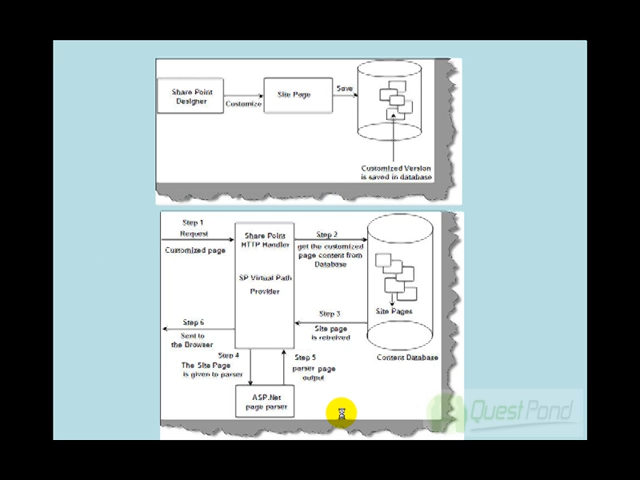 Share Point
Designer
Customize
Site Page
Save
Customized Version
is saved in database
Step 1
Request
Customized page
Share Point
HTTP Handler
SP Virtual Path
Provider
Step 2
get the customized
page content from
Database
Site Pages
Step 3
Site page
is retreived
Content Database
Step 6
Sent to
the Browser
Step 4
The Site Page
is given to parser
Step 5
parser page
output
ASP.Net
page parser
QuestPond